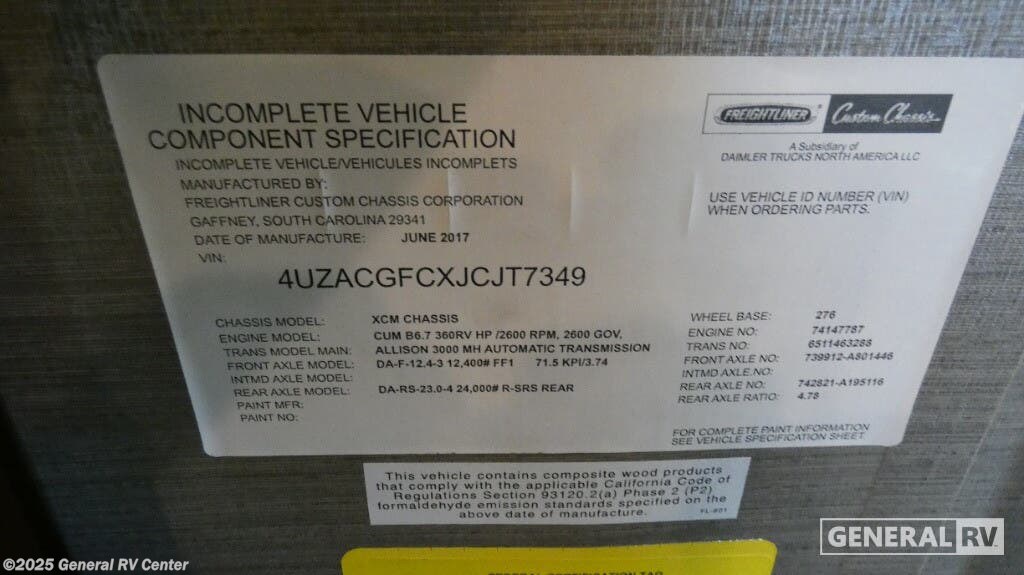 INCOMPLETE VEHICLE
COMPONENT SPECIFICATION
INCOMPLETE VEHICLE/VEHICULES INCOMPLETS
MANUFACTURED BY:
FREIGHTLINER CUSTOM CHASSIS CORPORATION
GAFFNEY, SOUTH CAROLINA 29341
DATE OF MANUFACTURE: JUNE 2017
VIN:
4UZACGFCXJCJT7349
FREIGHTLINER Custom Chassis
A Subsidiary of
DAIMLER TRUCKS NORTH AMERICA LLC
USE VEHICLE ID NUMBER (VIN)
WHEN ORDERING PARTS.
CHASSIS MODEL: XCM CHASSIS
ENGINE MODEL: CUM B6.7 360RV HP /2600 RPM, 2600 GOV,
TRANS MODEL MAIN: ALLISON 3000 MH AUTOMATIC TRANSMISSION
FRONT AXLE MODEL: DA-F-12.4-3 12,400# FF1 71.5 KPI/3.74
INTMD AXLE MODEL:
REAR AXLE MODEL: DA-RS-23.0-4 24,000# R-SRS REAR
PAINT MFR:
PAINT NO:
WHEEL BASE: 276
ENGINE NO: 74147787
TRANS NO: 6511463288
FRONT AXLE NO: 739912-A801446
INTMD AXLE.NO:
REAR AXLE NO: 742821-A195116
REAR AXLE RATIO: 4.78
FOR COMPLETE PAINT INFORMATION
SEE VEHICLE SPECIFICATION SHEET.
This vehicle contains composite wood products
that comply with the applicable California Code of
Regulations Section 93120.2(a) Phase 2 (P2)
formaldehyde emission standards specified on the
above date of manufacture.
FL-801
GENERAL RV
©2025 General RV Center